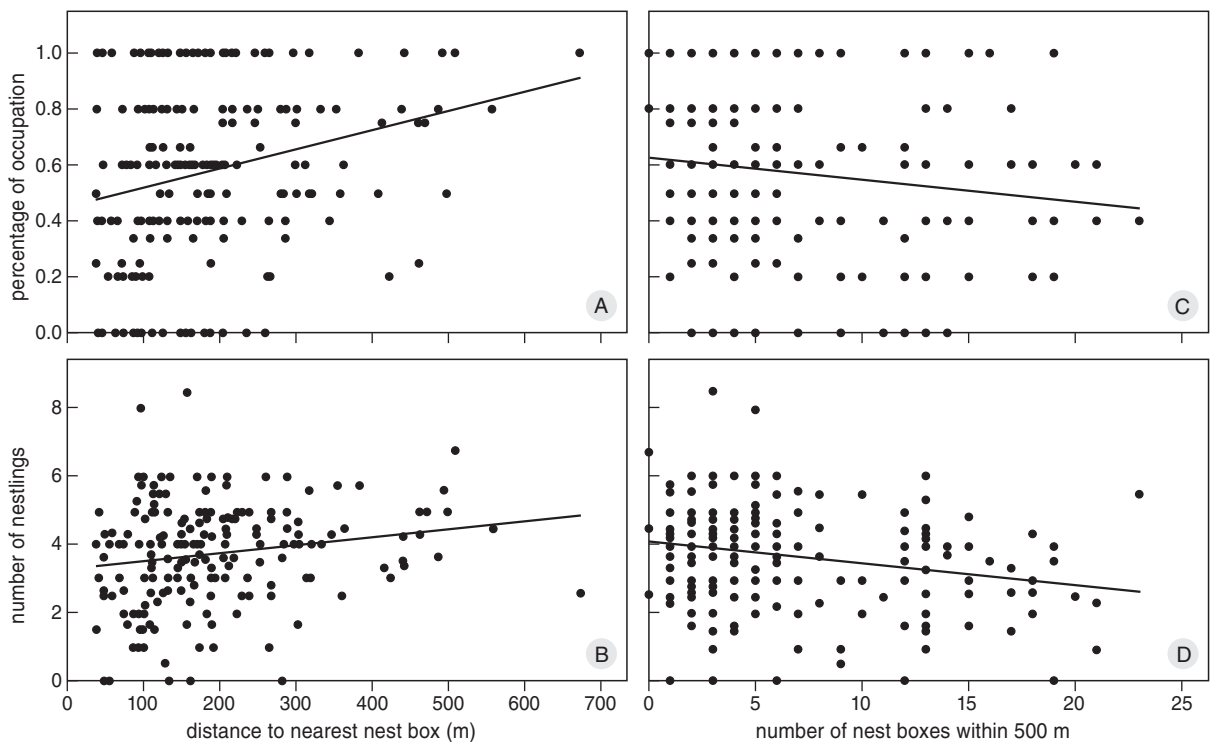 percentage of occupation
1.0
0.8
0.6
0.4
0.2
0.0
A
C
number of nestlings
8
6
4
2
0
B
D
0 100 200 300 400 500 600 700
0 5 10 15 20 25
distance to nearest nest box (m)
number of nest boxes within 500 m